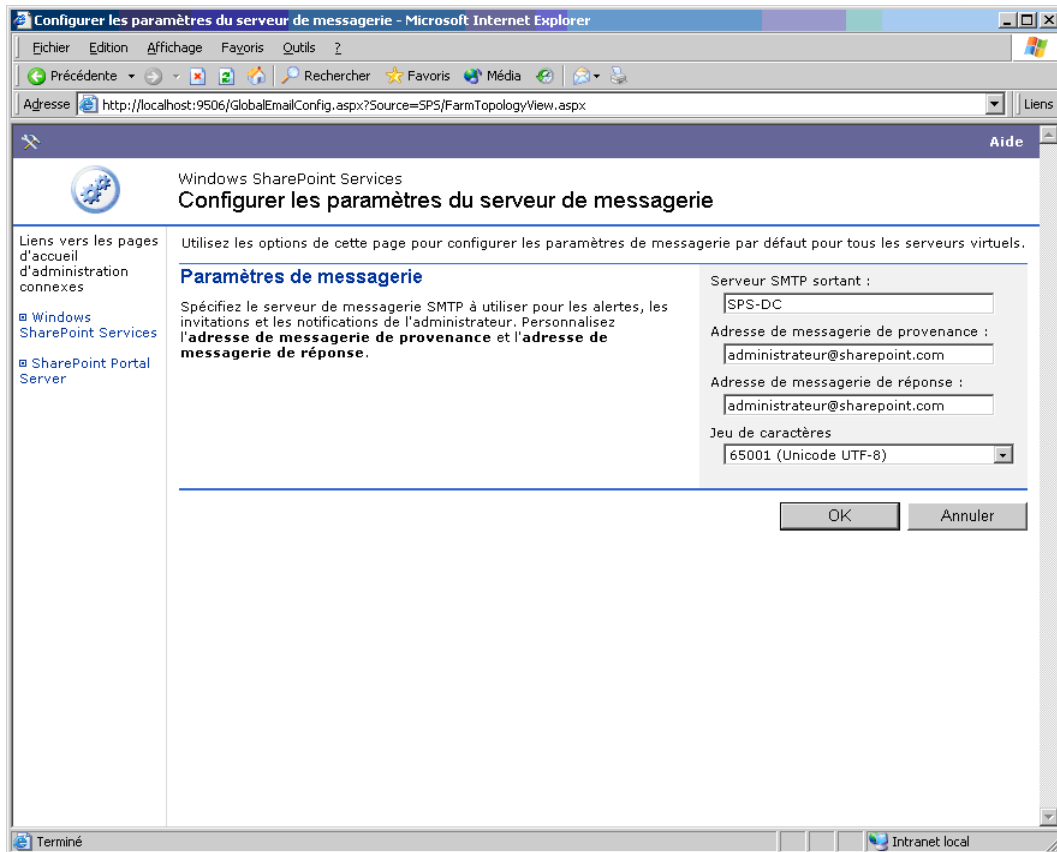 Configurer les paramètres du serveur de messagerie - Microsoft Internet Explorer
Fichier Edition Affichage Favoris Outils ?
Précédente Rechercher Favoris Média
Adresse http://localhost:9506/GlobalEmailConfig.aspx?Source=SPS/FarmTopologyView.aspx Liens
Aide
Windows SharePoint Services
Configurer les paramètres du serveur de messagerie
Liens vers les pages
d'accueil
d'administration
connexes
Windows
SharePoint Services
SharePoint Portal
Server
Utilisez les options de cette page pour configurer les paramètres de messagerie par défaut pour tous les serveurs virtuels.
Paramètres de messagerie
Spécifiez le serveur de messagerie SMTP à utiliser pour les alertes, les
invitations et les notifications de l'administrateur. Personnalisez
l'adresse de messagerie de provenance et l'adresse de
messagerie de réponse.
Serveur SMTP sortant :
SPS-DC
Adresse de messagerie de provenance :
administrateur@sharepoint.com
Adresse de messagerie de réponse :
administrateur@sharepoint.com
Jeu de caractères
65001 (Unicode UTF-8)
OK Annuler
Terminé Intranet local